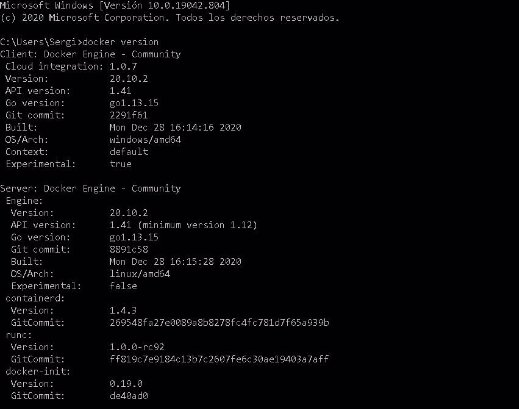 Microsoft Windows [Versión 10.0.19042.804]
(c) 2020 Microsoft Corporation. Todos los derechos reservados.
C:\Users\Sergi>docker version
Client: Docker Engine - Community
Cloud integration: 1.0.7
Version: 20.10.2
API version: 1.41
Go version: go1.13.15
Git commit: 2291f61
Built: Mon Dec 28 16:14:16 2020
OS/Arch: windows/amd64
Context: default
Experimental: true
Server: Docker Engine - Community
Engine:
Version: 20.10.2
API version: 1.41 (minimum version 1.12)
Go version: go1.13.15
Git commit: 8891c58
Built: Mon Dec 28 16:15:28 2020
OS/Arch: linux/amd64
Experimental: false
containerd:
Version: 1.4.3
GitCommit: 269548fa27e0089a8b8278fc4fc781d7f65a939b
runc:
Version: 1.0.0-rc92
GitCommit: ff819c7e9184c13b7c2607fe6c30ae19403a7aff
docker-init:
Version: 0.19.0
GitCommit: de40ad0